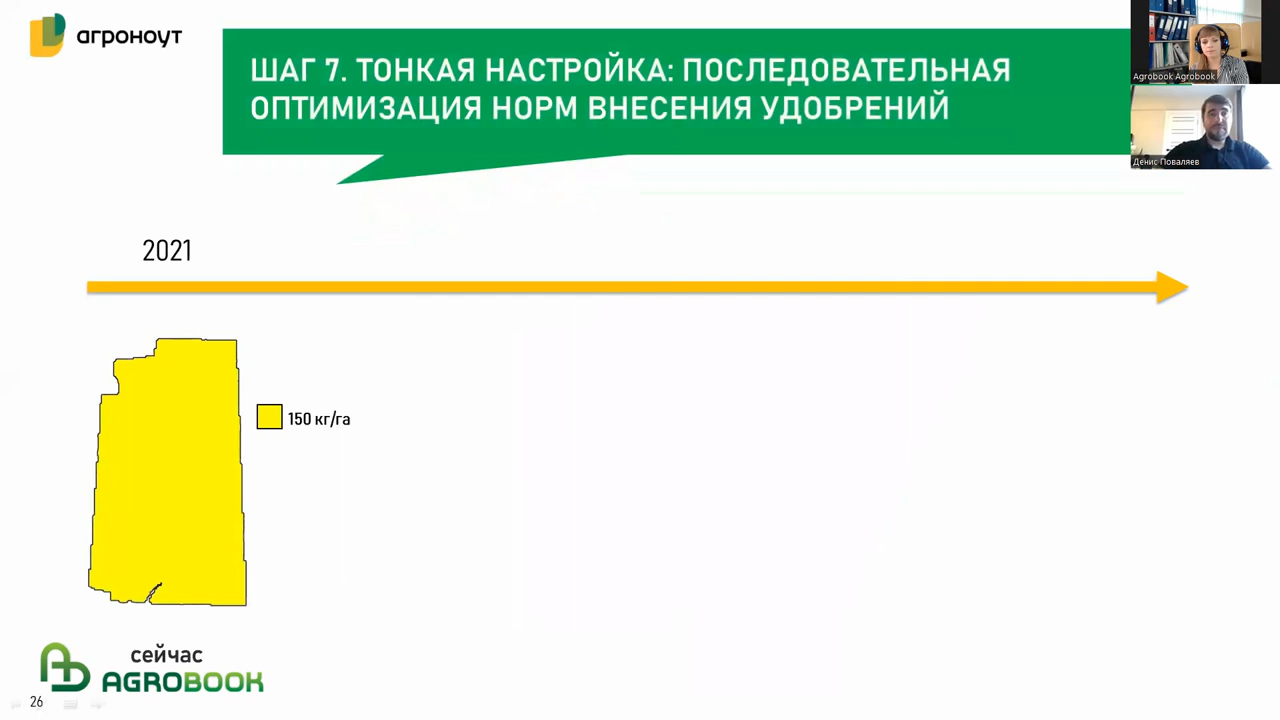 агроноут
ШАГ 7. ТОНКАЯ НАСТРОЙКА: ПОСЛЕДОВАТЕЛЬНАЯ
ОПТИМИЗАЦИЯ НОРМ ВНЕСЕНИЯ УДОБРЕНИЙ
Agrobook Agrobook
Денис Поваляев
2021
150 кг/га
сейчас
AGROBOOK
26